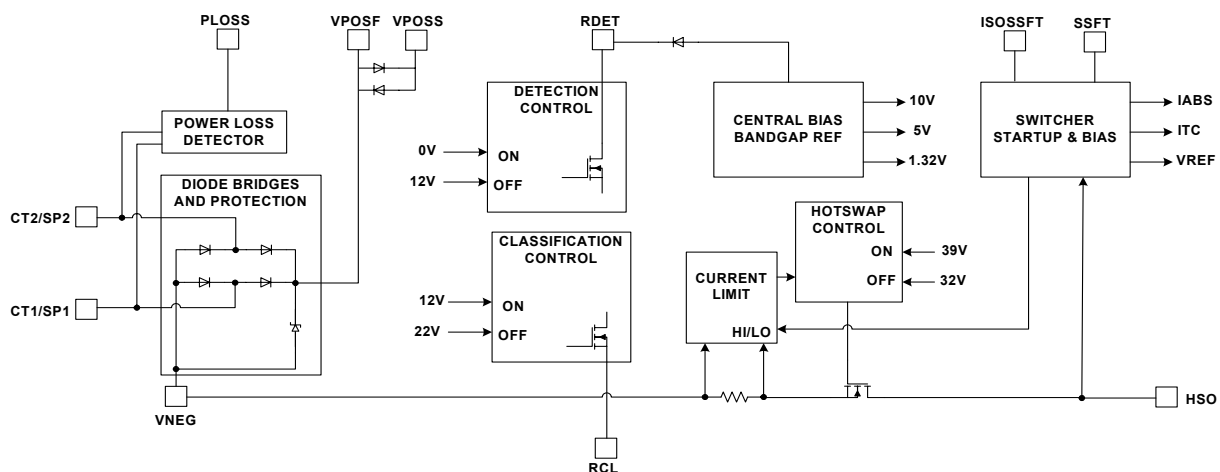 PLOSS
VPOSF
VPOSS
RDET
ISOSSFT
SSFT
POWER LOSS
DETECTOR
DETECTION
CONTROL
0V
ON
12V
OFF
CENTRAL BIAS
BANDGAP REF
10V
5V
1.32V
SWITCHER
STARTUP & BIAS
IABS
ITC
VREF
DIODE BRIDGES
AND PROTECTION
CT2/SP2
CT1/SP1
CLASSIFICATION
CONTROL
12V
ON
22V
OFF
CURRENT
LIMIT
HI/LO
HOTSWAP
CONTROL
ON
39V
OFF
32V
VNEG
HSO
RCL